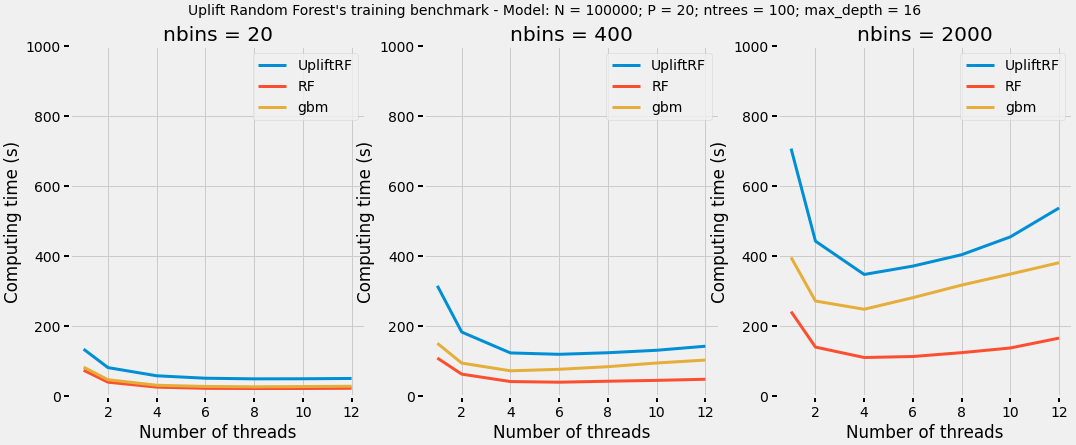 Uplift Random Forest's training benchmark - Model: N = 100000; P = 20; ntrees = 100; max_depth = 16
nbins = 20
1000
800
600
400
200
0
Computing time (s)
UpliftRF
RF
gbm
2 4 6 8 10 12
Number of threads
nbins = 400
1000
800
600
400
200
0
Computing time (s)
UpliftRF
RF
gbm
2 4 6 8 10 12
Number of threads
nbins = 2000
1000
800
600
400
200
0
Computing time (s)
UpliftRF
RF
gbm
2 4 6 8 10 12
Number of threads